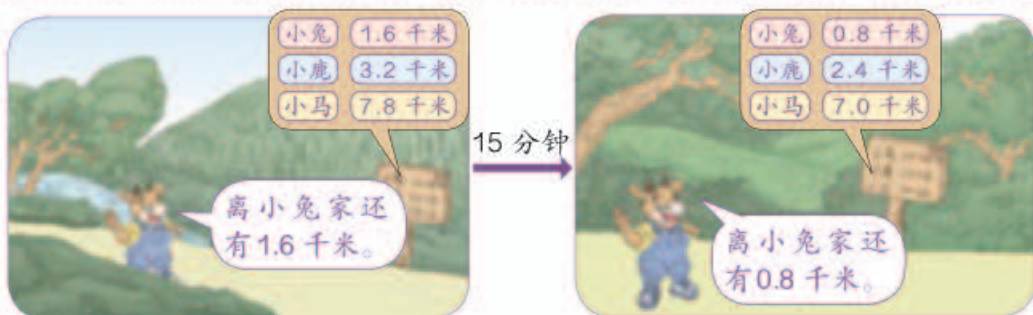 小兔 1.6 千米
小鹿 3.2 千米
小马 7.8 千米
离小兔家还
有1.6 千米。
15 分钟
小兔 0.8 千米
小鹿 2.4 千米
小马 7.0 千米
离小兔家还
有0.8 千米。